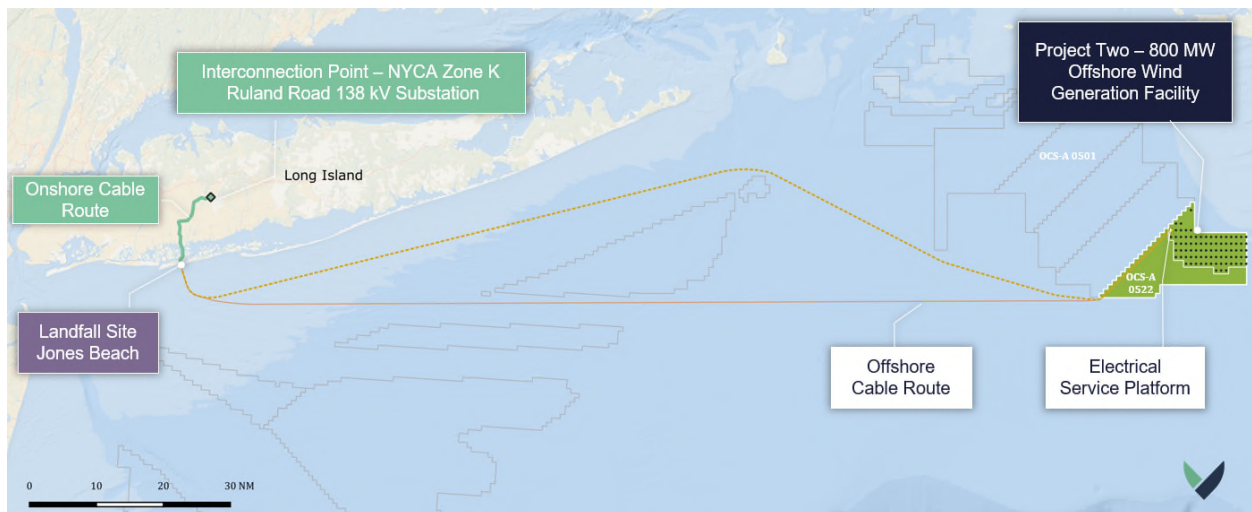 Interconnection Point – NYCA Zone K
Ruland Road 138 kV Substation
Project Two – 800 MW
Offshore Wind
Generation Facility
OCS-A 0501
Long Island
Onshore Cable
Route
OCS-A
0522
Landfall Site
Jones Beach
Offshore
Cable Route
Electrical
Service Platform
0 10 20 30 NM